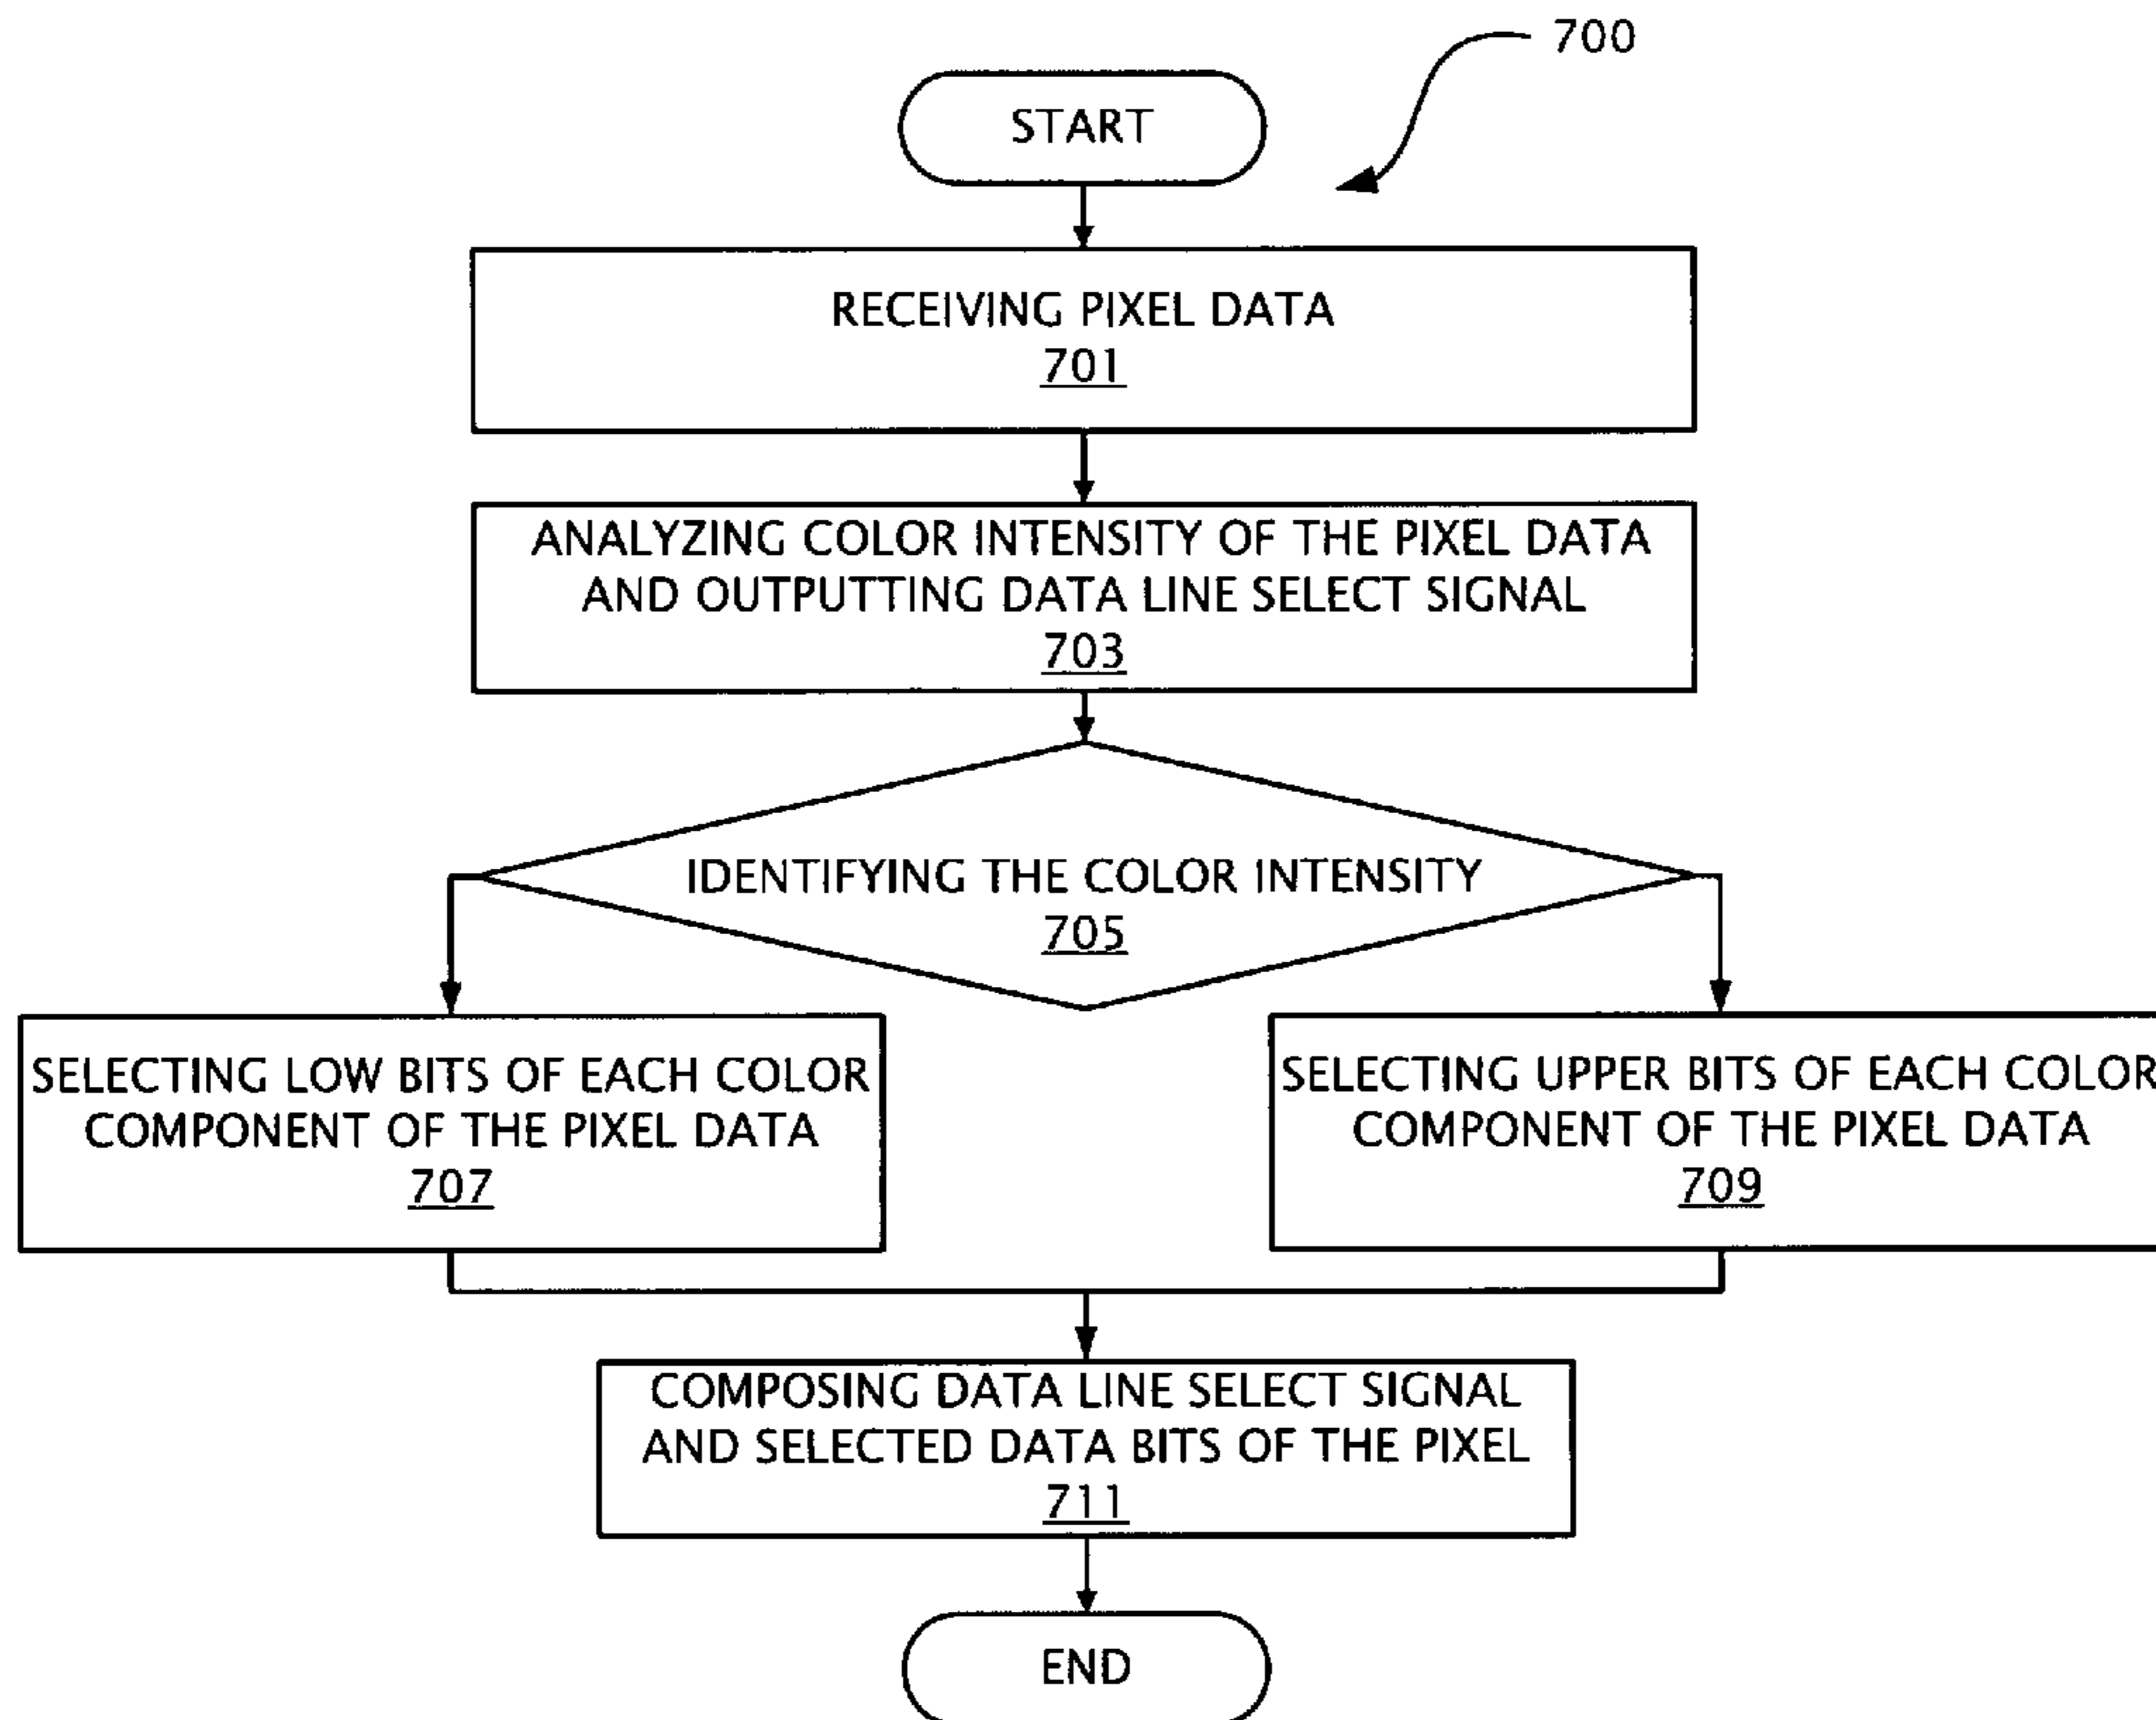 700
START
RECEIVING PIXEL DATA
701
ANALYZING COLOR INTENSITY OF THE PIXEL DATA
AND OUTPUTTING DATA LINE SELECT SIGNAL
703
IDENTIFYING THE COLOR INTENSITY
705
SELECTING LOW BITS OF EACH COLOR
COMPONENT OF THE PIXEL DATA
707
SELECTING UPPER BITS OF EACH COLOR
COMPONENT OF THE PIXEL DATA
709
COMPOSING DATA LINE SELECT SIGNAL
AND SELECTED DATA BITS OF THE PIXEL
711
END